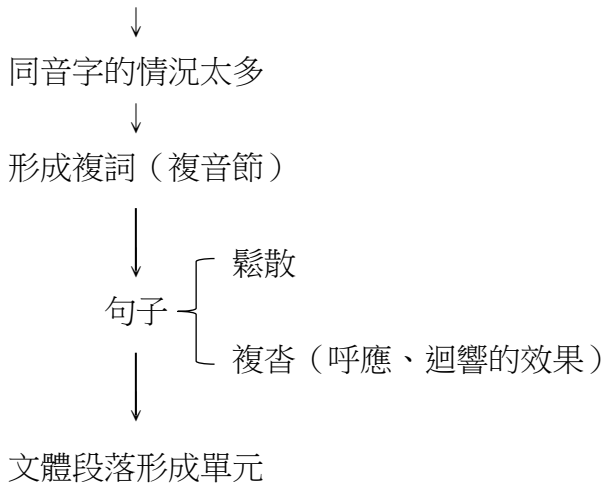 同音字的情況太多
形成複詞（複音節）
鬆散
句子
複沓（呼應、迴響的效果）
文體段落形成單元